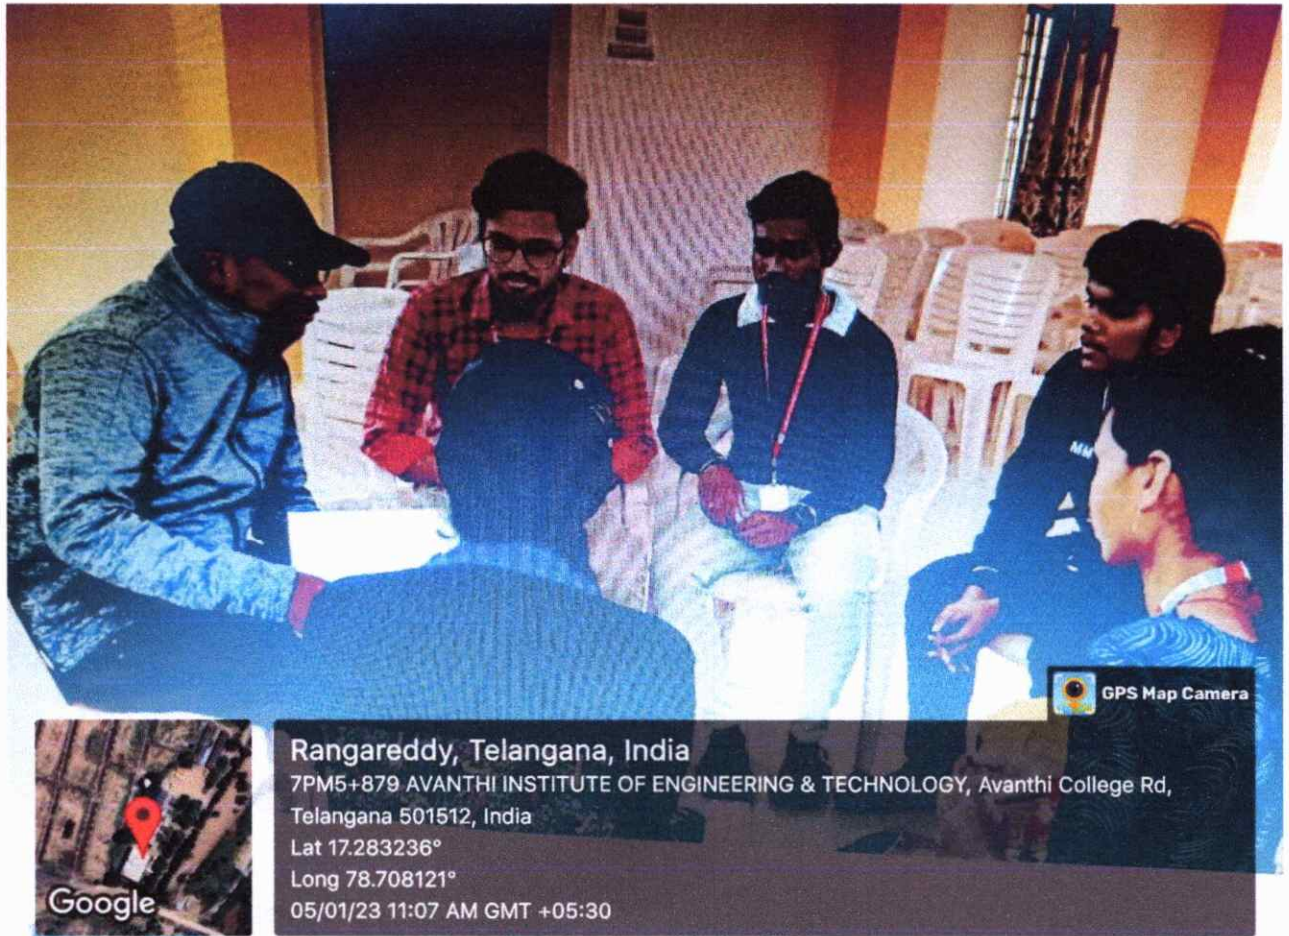 MM
GPS Map Camera
Rangareddy, Telangana, India
7PM5+879 AVANTHI INSTITUTE OF ENGINEERING & TECHNOLOGY, Avanthi College Rd,
Telangana 501512, India
Lat 17.283236°
Long 78.708121°
05/01/23 11:07 AM GMT +05:30
Google